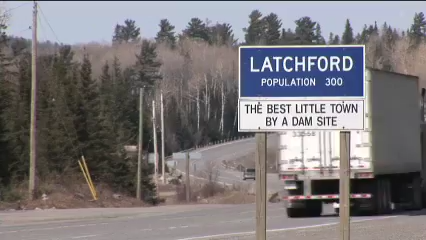 LATCHFORD
POPULATION 300
THE BEST LITTLE TOWN
BY A DAM SITE